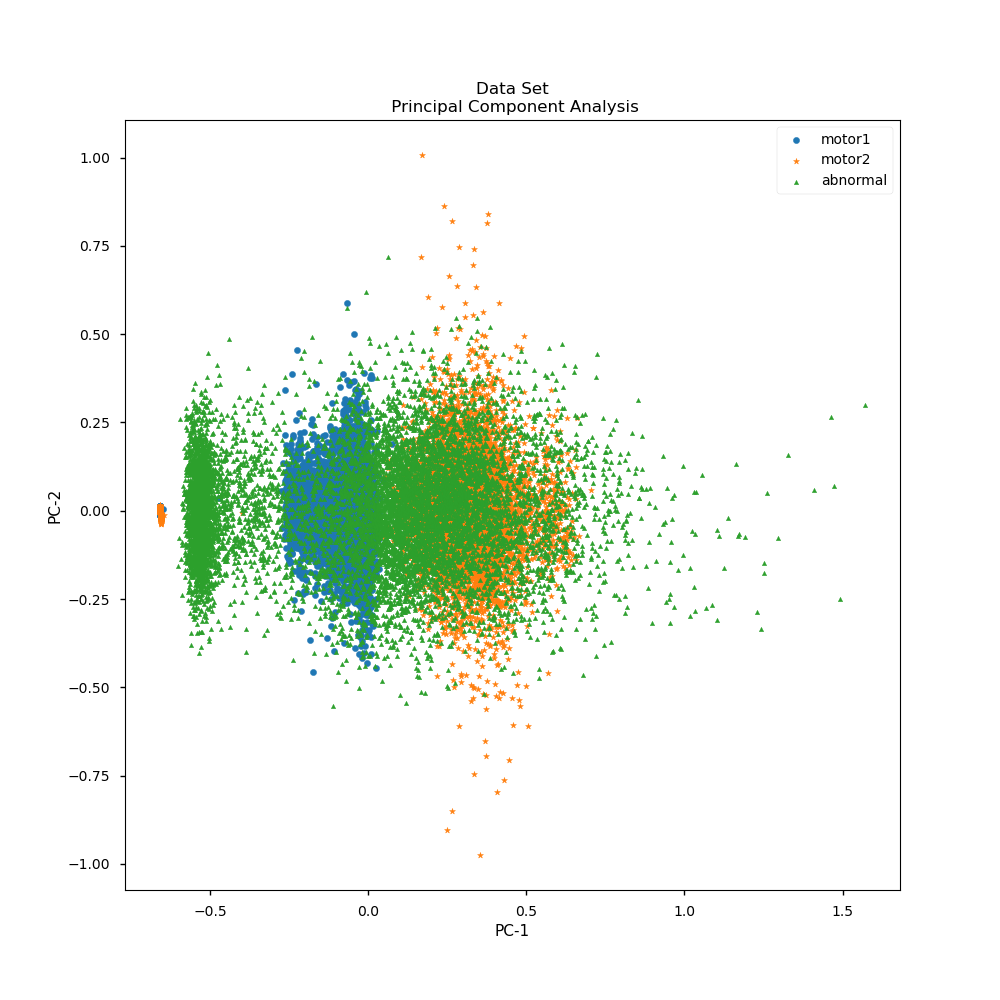 Data Set
Principal Component Analysis
motor1
motor2
abnormal
1.00
0.75
0.50
0.25
0.00
−0.25
−0.50
−0.75
−1.00
PC-2
−0.5 0.0 0.5 1.0 1.5
PC-1